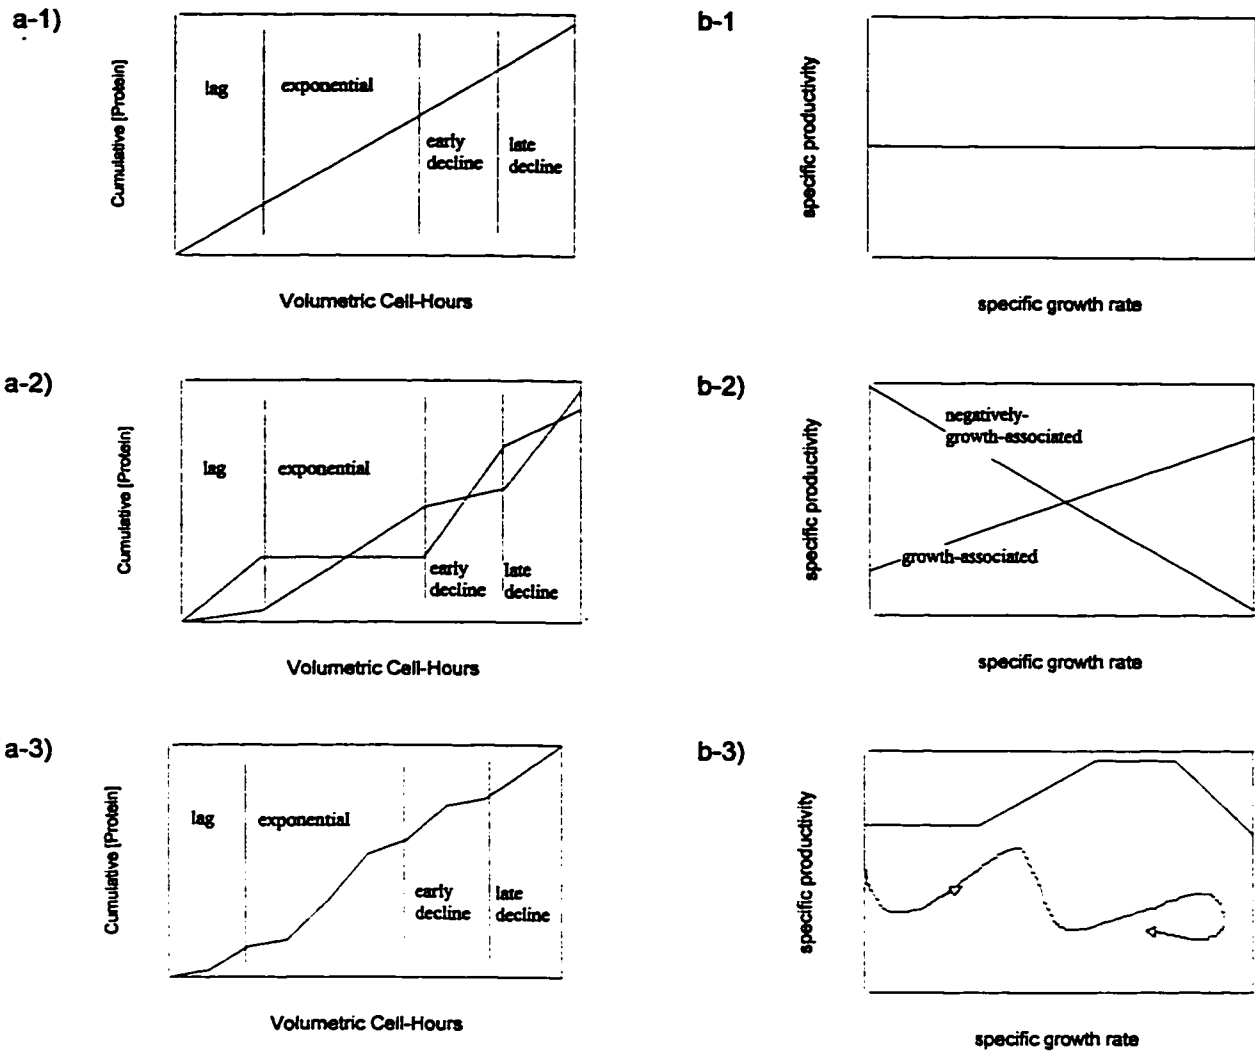 a-1)
Cumulative [Protein]
lag
exponential
early
decline
late
decline
Volumetric Cell-Hours
b-1
specific productivity
specific growth rate
a-2)
Cumulative [Protein]
lag
exponential
early
decline
late
decline
Volumetric Cell-Hours
b-2)
specific productivity
negatively-
growth-associated
growth-associated
specific growth rate
a-3)
Cumulative [Protein]
lag
exponential
early
decline
late
decline
Volumetric Cell-Hours
b-3)
specific productivity
specific growth rate